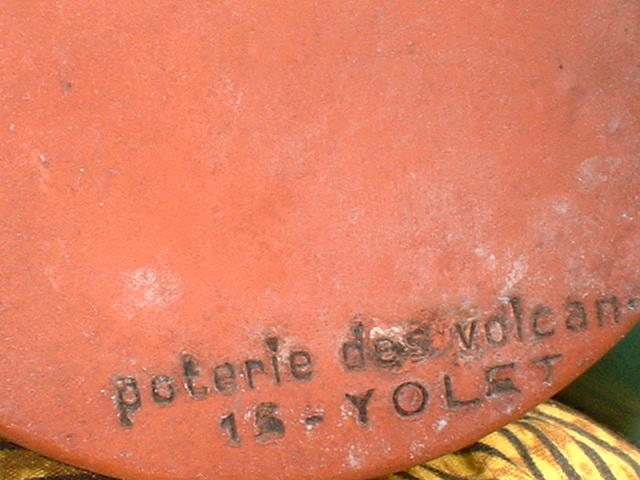 poterie des volcans
15 - YOLET